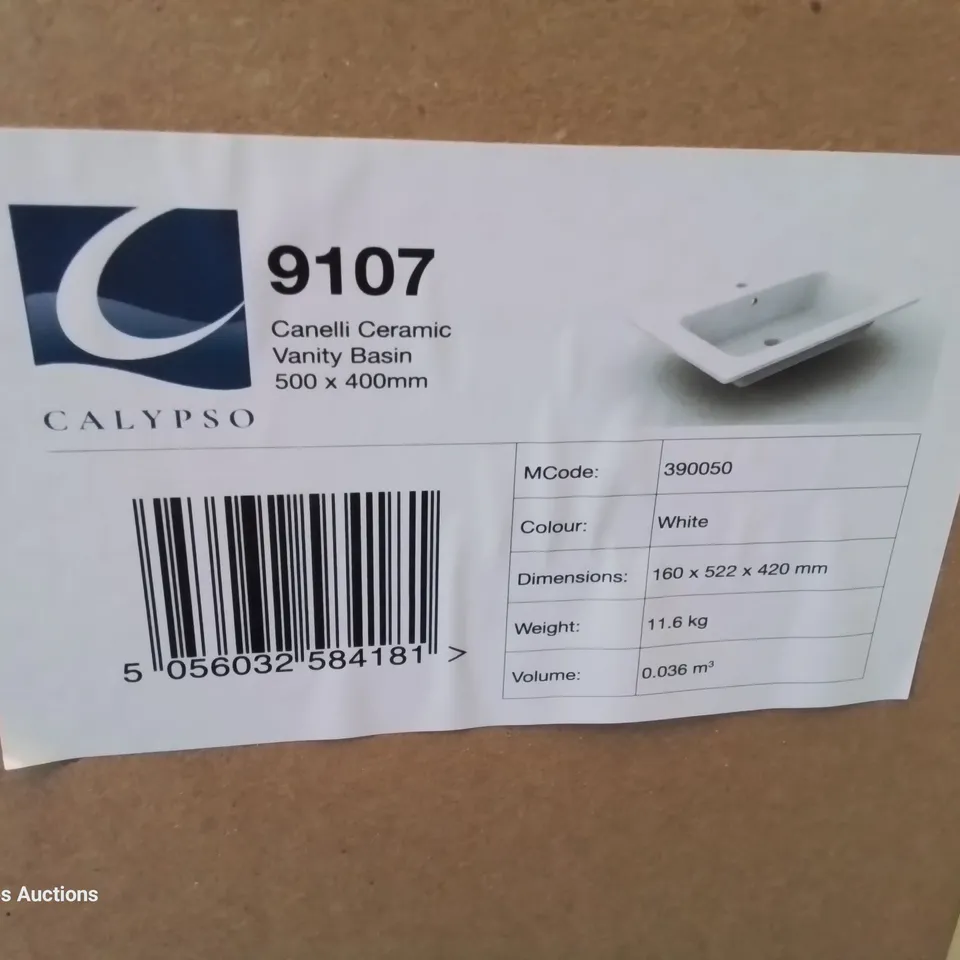 9107
Canelli Ceramic
Vanity Basin
500 x 400mm
CALYPSO
MCode: 390050
Colour: White
Dimensions: 160 x 522 x 420 mm
Weight: 11.6 kg
Volume: 0.036 m³
5 056032 584181 >
s Auctions